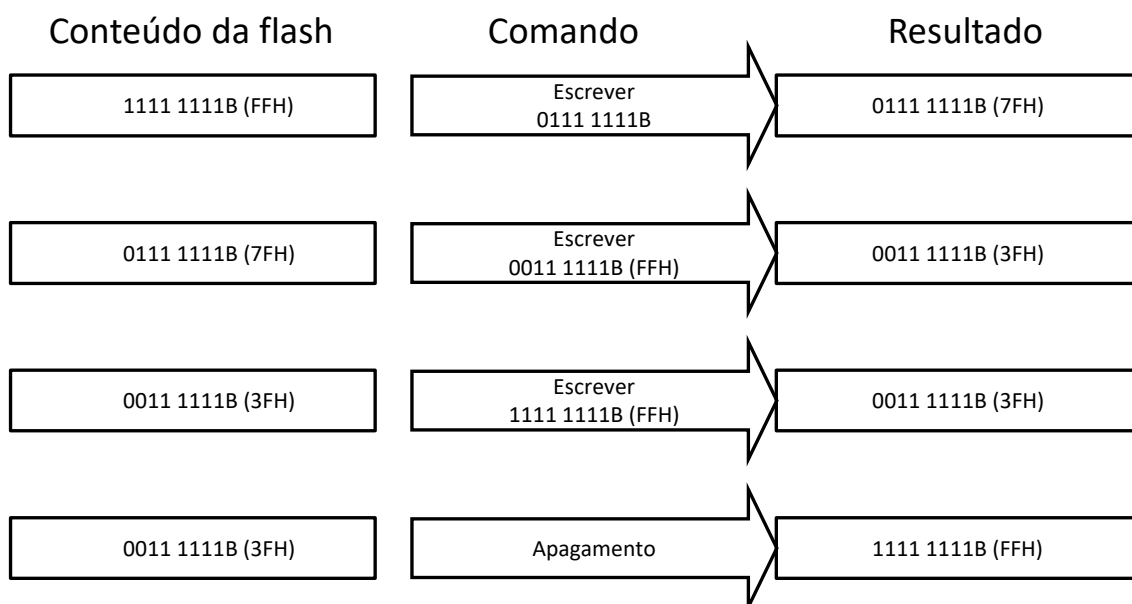 Conteúdo da flash
Comando
Resultado
1111 1111B (FFH)
Escrever
0111 1111B
0111 1111B (7FH)
0111 1111B (7FH)
Escrever
0011 1111B (FFH)
0011 1111B (3FH)
0011 1111B (3FH)
Escrever
1111 1111B (FFH)
0011 1111B (3FH)
0011 1111B (3FH)
Apagamento
1111 1111B (FFH)